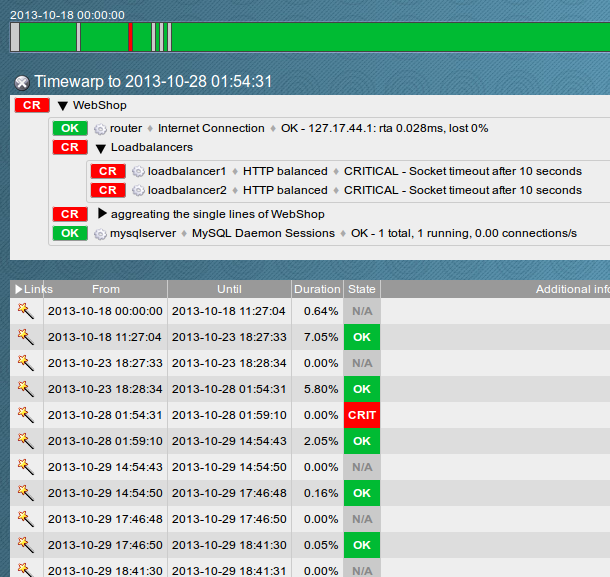 2013-10-18 00:00:00
Timewarp to 2013-10-28 01:54:31
CR WebShop
OK router ♦ Internet Connection ♦ OK - 127.17.44.1: rta 0.028ms, lost 0%
CR Loadbalancers
CR loadbalancer1 ♦ HTTP balanced ♦ CRITICAL - Socket timeout after 10 seconds
CR loadbalancer2 ♦ HTTP balanced ♦ CRITICAL - Socket timeout after 10 seconds
CR aggreating the single lines of WebShop
OK mysqlserver ♦ MySQL Daemon Sessions ♦ OK - 1 total, 1 running, 0.00 connections/s
Links From Until Duration State Additional info
2013-10-18 00:00:00 2013-10-18 11:27:04 0.64% N/A
2013-10-18 11:27:04 2013-10-23 18:27:33 7.05% OK
2013-10-23 18:27:33 2013-10-23 18:28:34 0.00% N/A
2013-10-23 18:28:34 2013-10-28 01:54:31 5.80% OK
2013-10-28 01:54:31 2013-10-28 01:59:10 0.00% CRIT
2013-10-28 01:59:10 2013-10-29 14:54:43 2.05% OK
2013-10-29 14:54:43 2013-10-29 14:54:50 0.00% N/A
2013-10-29 14:54:50 2013-10-29 17:46:48 0.16% OK
2013-10-29 17:46:48 2013-10-29 17:46:50 0.00% N/A
2013-10-29 17:46:50 2013-10-29 18:41:30 0.05% OK
2013-10-29 18:41:30 2013-10-29 18:41:31 0.00% N/A